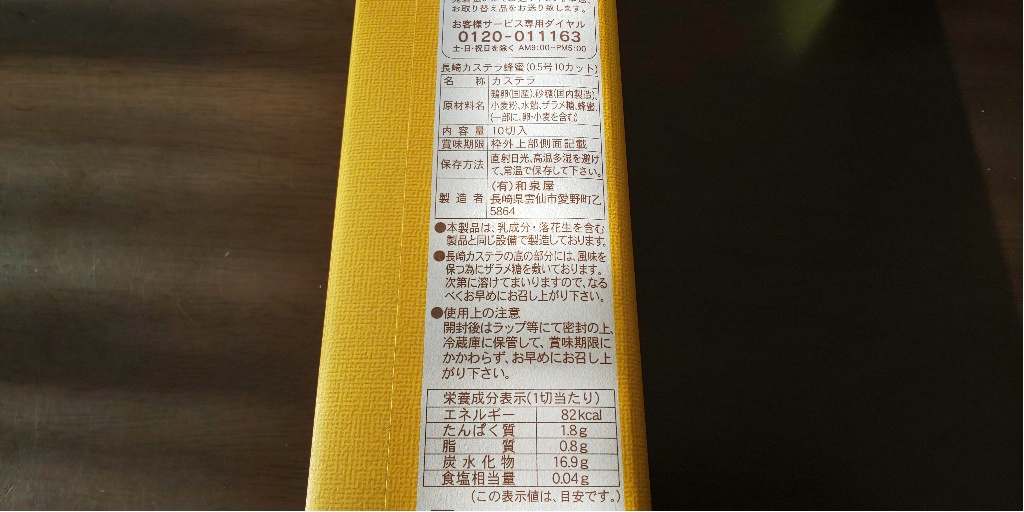 お取り替え品をお送り致します。
お客様サービス専用ダイヤル
0120-011163
土・日・祝日を除く AM9:00~PM5:00
長崎カステラ蜂蜜(0.5号10カット)
名 称 カステラ
原材料名 鶏卵(国産)、砂糖(国内製造)、
小麦粉、水飴、ザラメ糖、蜂蜜、
(一部に、卵・小麦を含む)
内容量 10切入
賞味期限 枠外上部側面記載
保存方法 直射日光、高温多湿を避け
て、常温で保存して下さい。
製造者 (有)和泉屋
長崎県雲仙市愛野町乙
5864
●本製品は、乳成分・落花生を含む
製品と同じ設備で製造しております。
●長崎カステラの底の部分には、風味を
保つ為にザラメ糖を敷いております。
次第に溶けてまいりますので、なる
べくお早めにお召し上がり下さい。
●使用上の注意
開封後はラップ等にて密封の上、
冷蔵庫に保管して、賞味期限に
かかわらず、お早めにお召し上
がり下さい。
栄養成分表示(1切当たり)
エネルギー 82kcal
たんぱく質 1.8g
脂質 0.8g
炭水化物 16.9g
食塩相当量 0.04g
(この表示値は、目安です。)